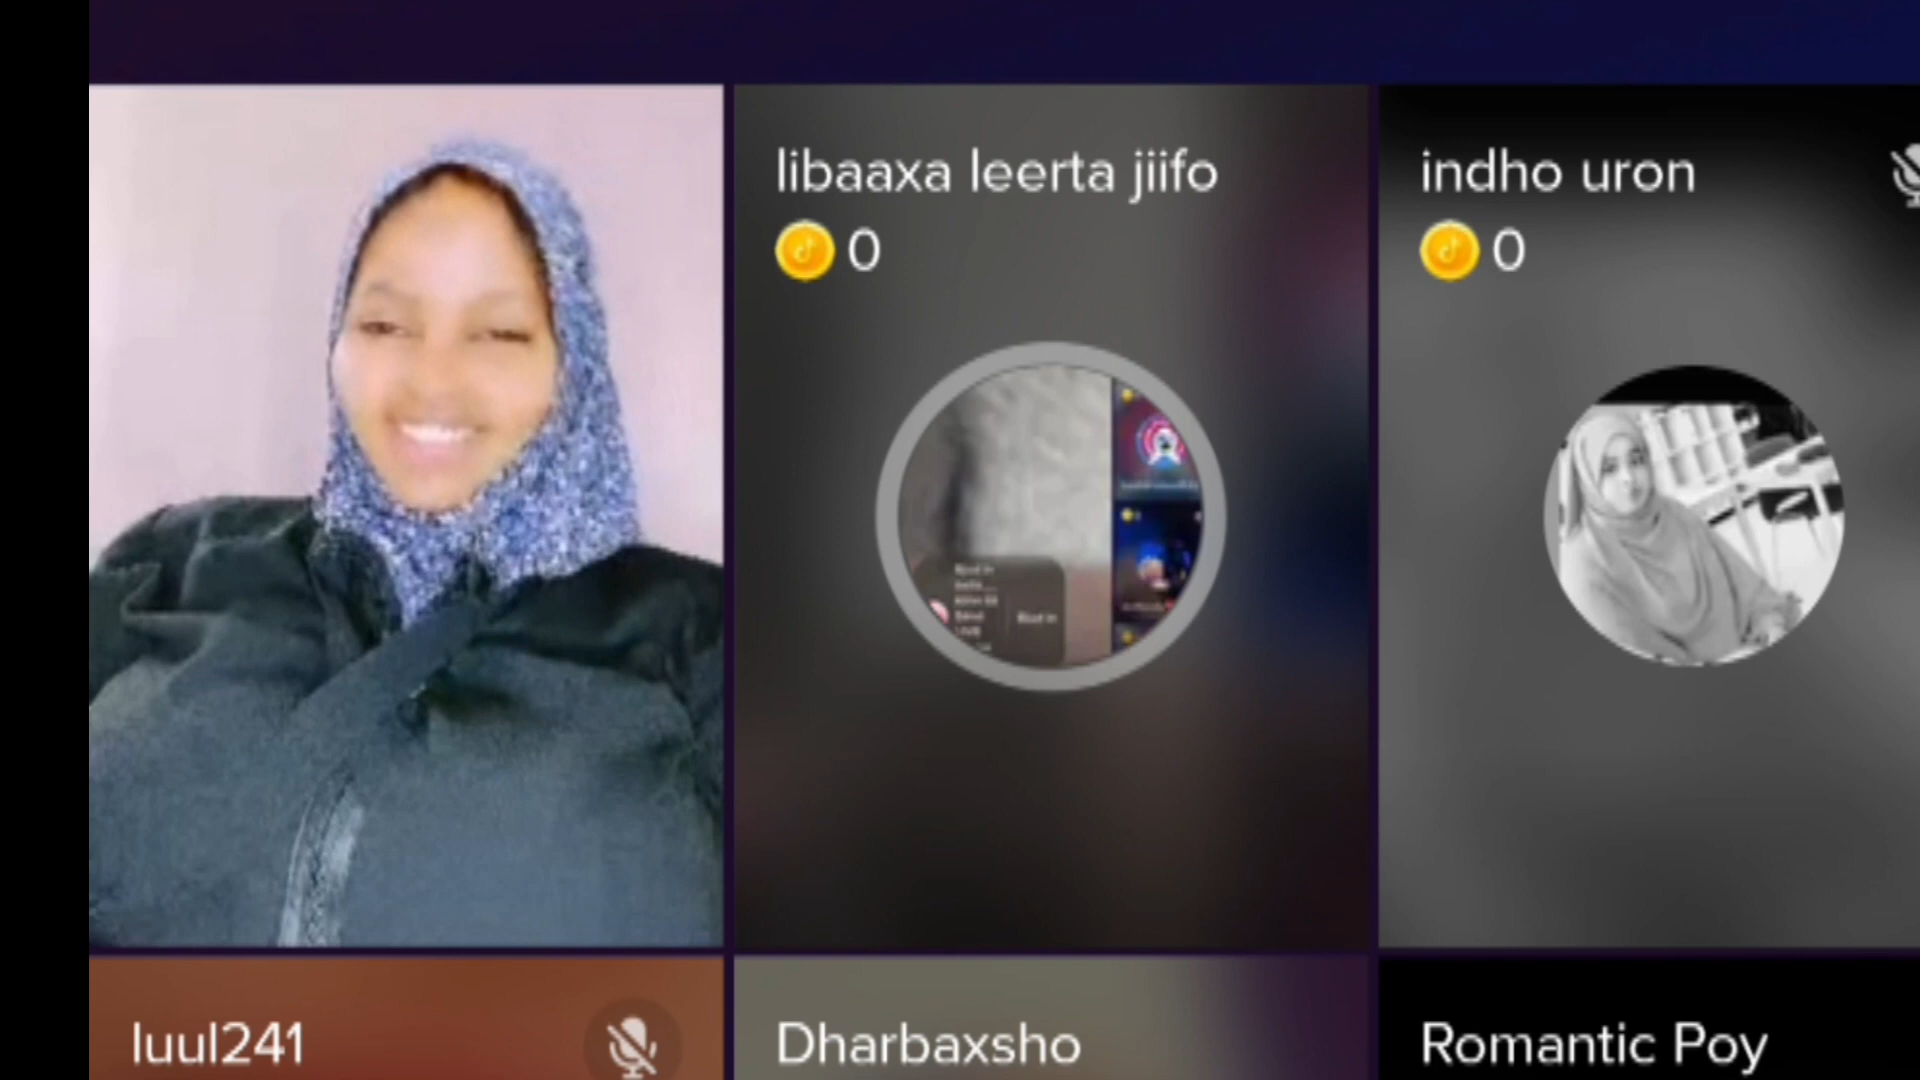 libaaxa leerta jiifo
0
indho uron
0
luul241
Dharbaxsho
Romantic Poy